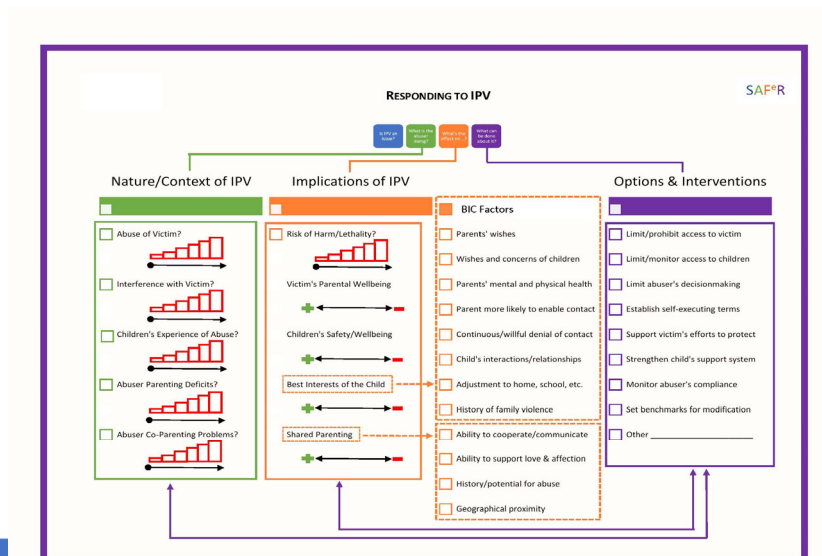 RESPONDING TO IPV
SAFeR
Is IPV an
issue?
What is the
abuser
doing?
What's the
effect on...?
What can
be done
about it?
Nature/Context of IPV
Implications of IPV
Options & Interventions
Abuse of Victim?
Interference with Victim?
Children's Experience of Abuse?
Abuser Parenting Deficits?
Abuser Co-Parenting Problems?
Risk of Harm/Lethality?
Victim's Parental Wellbeing
Children's Safety/Wellbeing
Best Interests of the Child
Shared Parenting
BIC Factors
Parents' wishes
Wishes and concerns of children
Parents' mental and physical health
Parent more likely to enable contact
Continuous/willful denial of contact
Child's interactions/relationships
Adjustment to home, school, etc.
History of family violence
Ability to cooperate/communicate
Ability to support love & affection
History/potential for abuse
Geographical proximity
Limit/prohibit access to victim
Limit/monitor access to children
Limit abuser's decisionmaking
Establish self-executing terms
Support victim's efforts to protect
Strengthen child's support system
Monitor abuser's compliance
Set benchmarks for modification
Other ____________________